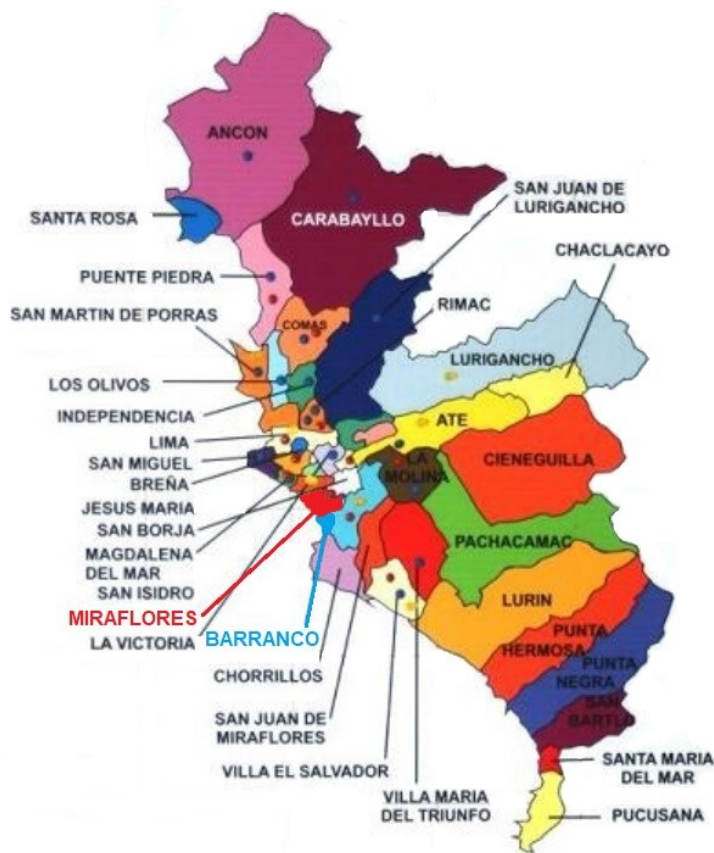 ANCON
SAN JUAN DE
LURIGANCHO
SANTA ROSA
CARABAYLLO
CHACLACAYO
PUENTE PIEDRA
RIMAC
SAN MARTIN DE PORRAS
COMAS
LURIGANCHO
LOS OLIVOS
INDEPENDENCIA
ATE
LIMA
SAN MIGUEL
LA
MOLINA
CIENEGUILLA
BREÑA
JESUS MARIA
SAN BORJA
MAGDALENA
DEL MAR
PACHACAMAC
SAN ISIDRO
LURIN
MIRAFLORES
PUNTA
HERMOSA
LA VICTORIA
BARRANCO
PUNTA
NEGRA
CHORRILLOS
SAN
BARTLO
SAN JUAN DE
MIRAFLORES
SANTA MARIA
DEL MAR
VILLA EL SALVADOR
VILLA MARIA
DEL TRIUNFO
PUCUSANA